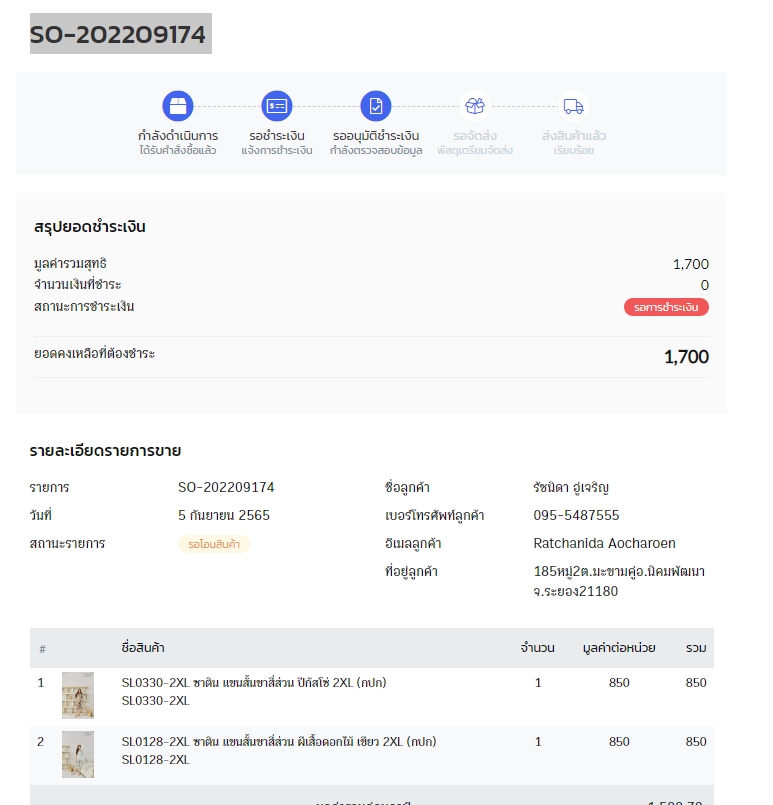 SO-202209174
กำลังดำเนินการ รอชำระเงิน รออนุมัติชำระเงิน รอจัดส่ง ส่งสินค้าแล้ว
ได้รับคำสั่งซื้อแล้ว แจ้งการชำระเงิน กำลังตรวจสอบข้อมูล พัสดุเตรียมจัดส่ง เรียบร้อย
สรุปยอดชำระเงิน
มูลค่ารวมสุทธิ 1,700
จำนวนเงินที่ชำระ 0
สถานะการชำระเงิน รอการชำระเงิน
ยอดคงเหลือที่ต้องชำระ 1,700
รายละเอียดรายการขาย
รายการ SO-202209174 ชื่อลูกค้า รัชนิดา อู่เจริญ
วันที่ 5 กันยายน 2565 เบอร์โทรศัพท์ลูกค้า 095-5487555
สถานะรายการ รอโอนสินค้า อีเมลลูกค้า Ratchanida Aocharoen
ที่อยู่ลูกค้า 185หมู่2ต.มะขามคู่อ.นิคมพัฒนา
จ.ระยอง21180
# ชื่อสินค้า จำนวน มูลค่าต่อหน่วย รวม
1 SL0330-2XL ซาติน แขนสั้นขาสี่ส่วน ปิกัสโซ่ 2XL (กปก) 1 850 850
SL0330-2XL
2 SL0128-2XL ซาติน แขนสั้นขาสี่ส่วน ผีเสื้อดอกไม้ เขียว 2XL (กปก) 1 850 850
SL0128-2XL